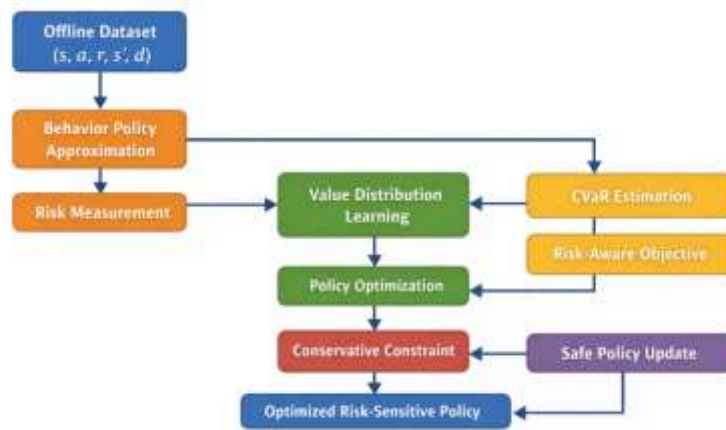 Offline Dataset
(s, a, r, s', d)
Behavior Policy
Approximation
Risk Measurement
Value Distribution
Learning
CVaR Estimation
Risk-Aware Objective
Policy Optimization
Conservative Constraint
Safe Policy Update
Optimized Risk-Sensitive Policy